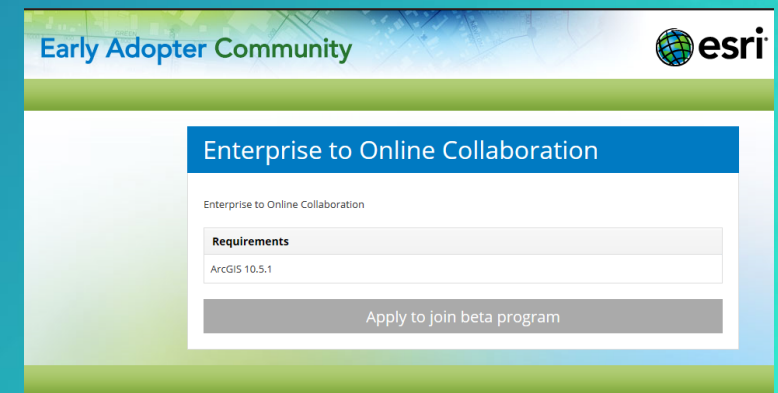 Early Adopter Community
esri
Enterprise to Online Collaboration
Enterprise to Online Collaboration
Requirements
ArcGIS 10.5.1
Apply to join beta program